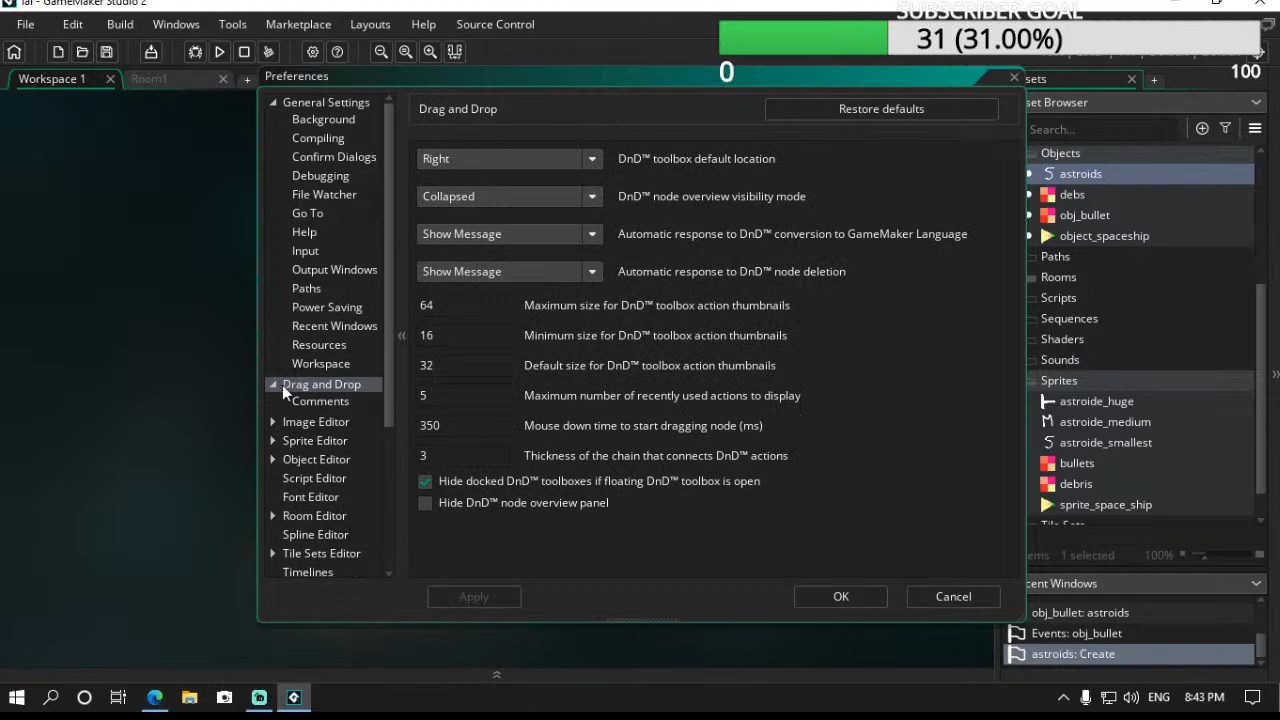 GameMaker Studio 2
File Edit Build Windows Tools Marketplace Layouts Help Source Control
SUBSCRIBER GOAL
31 (31.00%)
0 100
Workspace 1 Room1
Preferences
General Settings
Background
Compiling
Confirm Dialogs
Debugging
File Watcher
Go To
Help
Input
Output Windows
Paths
Power Saving
Recent Windows
Resources
Workspace
Drag and Drop
Comments
Image Editor
Sprite Editor
Object Editor
Script Editor
Font Editor
Room Editor
Spline Editor
Tile Sets Editor
Timelines
Drag and Drop Restore defaults
Right DnD™ toolbox default location
Collapsed DnD™ node overview visibility mode
Show Message Automatic response to DnD™ conversion to GameMaker Language
Show Message Automatic response to DnD™ node deletion
64 Maximum size for DnD™ toolbox action thumbnails
16 Minimum size for DnD™ toolbox action thumbnails
32 Default size for DnD™ toolbox action thumbnails
5 Maximum number of recently used actions to display
350 Mouse down time to start dragging node (ms)
3 Thickness of the chain that connects DnD™ actions
Hide docked DnD™ toolboxes if floating DnD™ toolbox is open
Hide DnD™ node overview panel
Apply OK Cancel
sets
set Browser
Search...
Objects
astroids
debs
obj_bullet
object_spaceship
Paths
Rooms
Scripts
Sequences
Shaders
Sounds
Sprites
astroide_huge
astroide_medium
astroide_smallest
bullets
debris
sprite_space_ship
Tile Sets
ems 1 selected 100%
cent Windows
obj_bullet: astroids
Events: obj_bullet
astroids: Create
ENG 8:43 PM